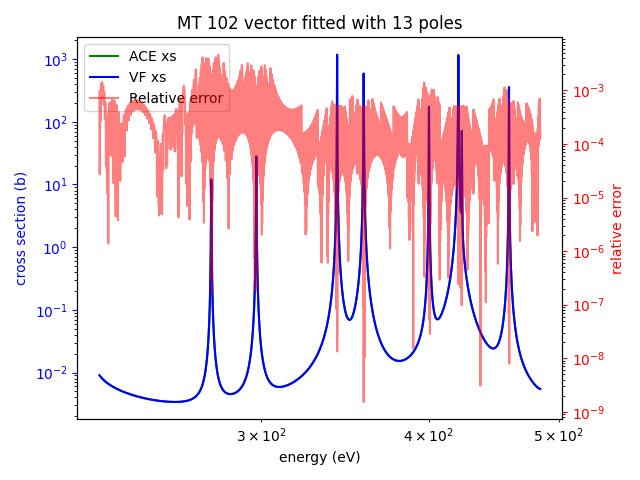 MT 102 vector fitted with 13 poles
ACE xs
VF xs
Relative error
cross section (b)
10³
10²
10¹
10⁰
10⁻¹
10⁻²
relative error
10⁻³
10⁻⁴
10⁻⁵
10⁻⁶
10⁻⁷
10⁻⁸
10⁻⁹
3 × 10² 4 × 10² 5 × 10²
energy (eV)